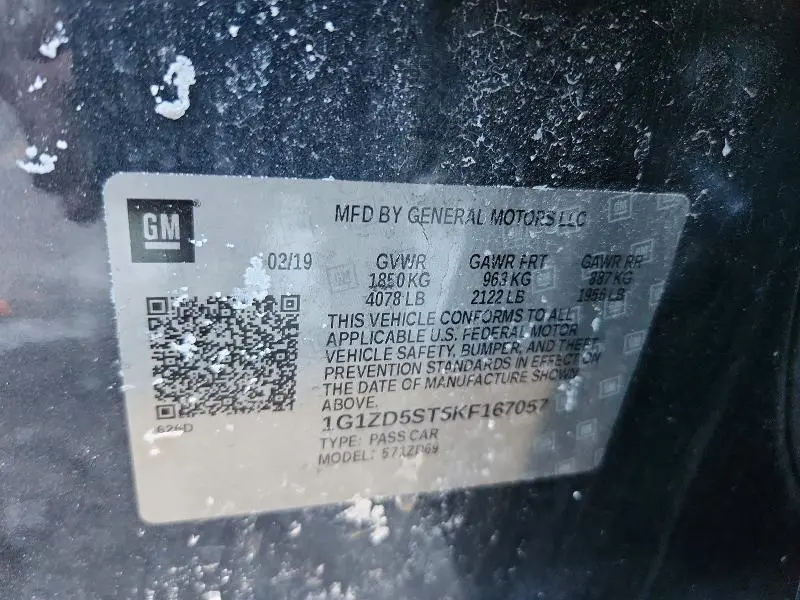 GM
MFD BY GENERAL MOTORS LLC
03/19 GVWR GAWR FRT GAWR RR
1850 KG 963 KG 887 KG
4078 LB 2122 LB 1956 LB
THIS VEHICLE CONFORMS TO ALL
APPLICABLE U.S. FEDERAL MOTOR
VEHICLE SAFETY, BUMPER, AND THEFT
PREVENTION STANDARDS IN EFFECT ON
THE DATE OF MANUFACTURE SHOWN
ABOVE.
1G1ZD5ST5KF167057
TYPE: PASS CAR
MODEL: 571ZD69